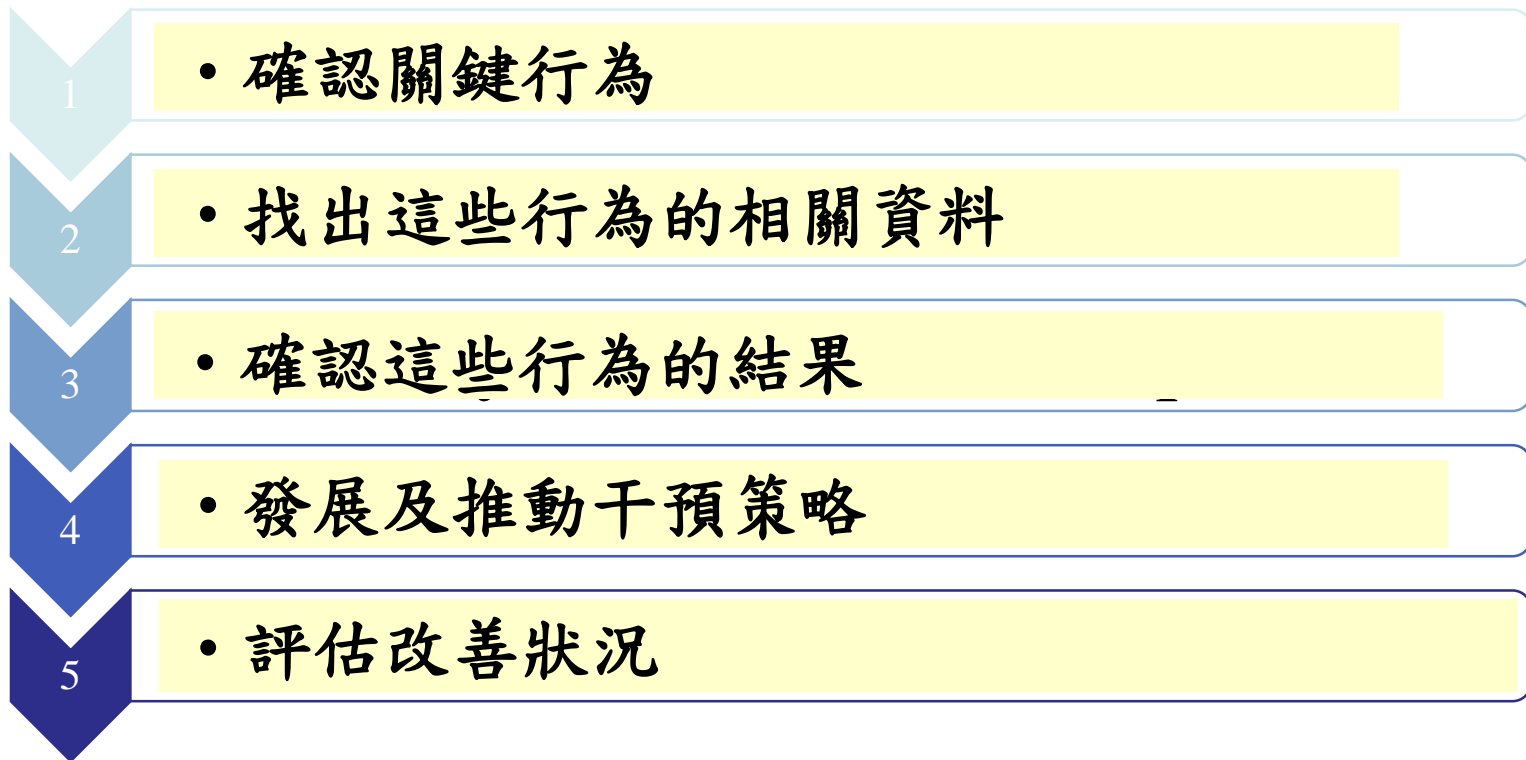 1
• 確認關鍵行為
2
• 找出這些行為的相關資料
3
• 確認這些行為的結果
4
• 發展及推動干預策略
5
• 評估改善狀況